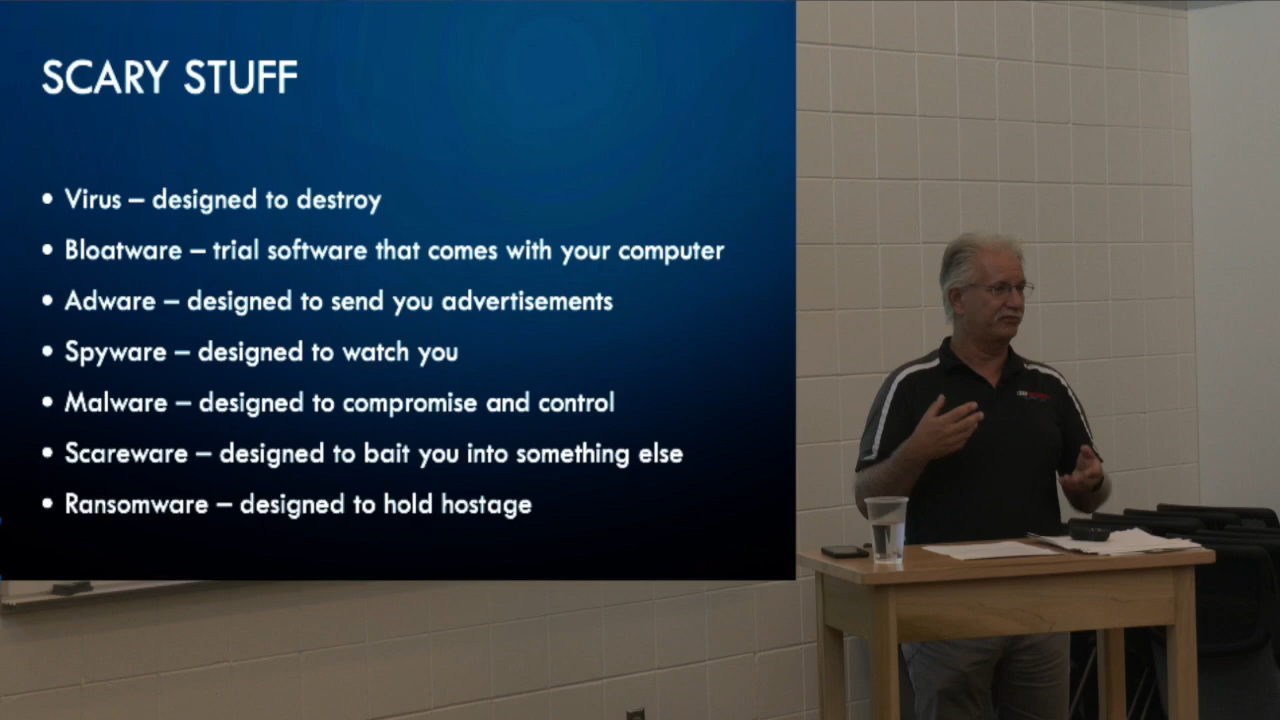 SCARY STUFF
• Virus – designed to destroy
• Bloatware – trial software that comes with your computer
• Adware – designed to send you advertisements
• Spyware – designed to watch you
• Malware – designed to compromise and control
• Scareware – designed to bait you into something else
• Ransomware – designed to hold hostage